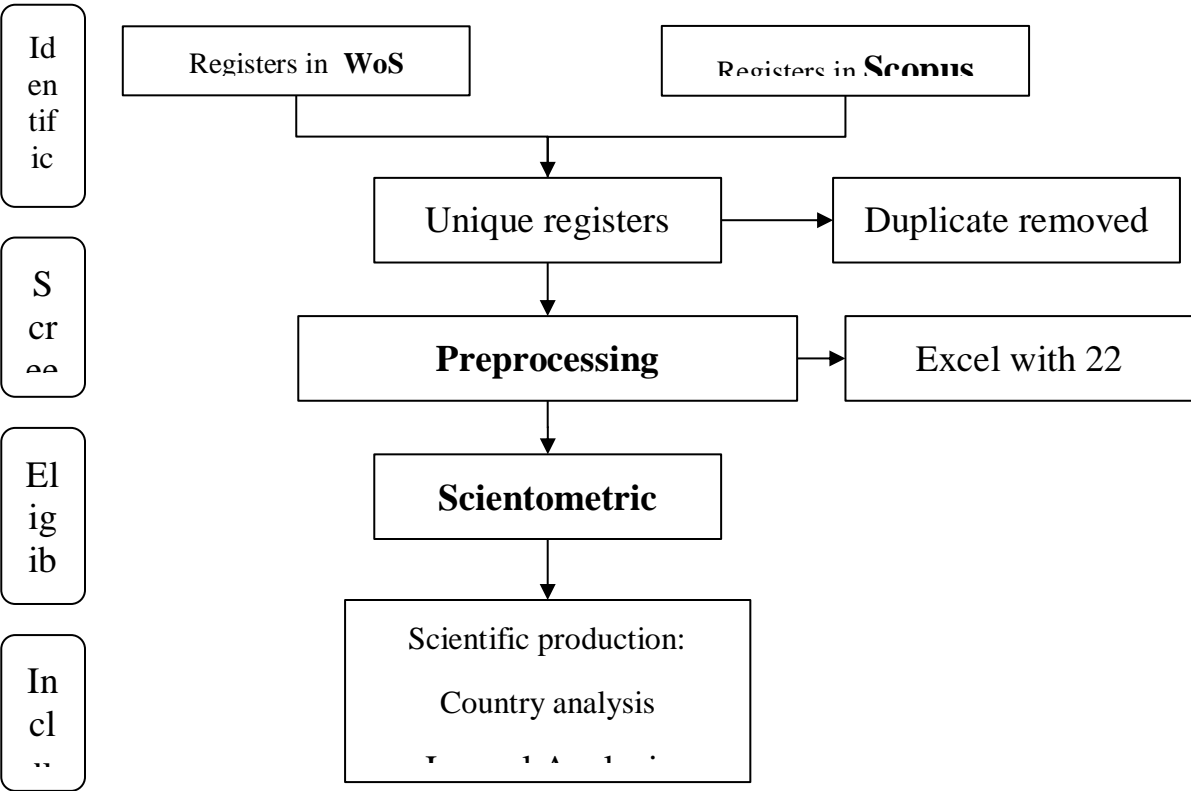 Id
en
tif
ic
Registers in WoS
Registers in Scopus
Unique registers
Duplicate removed
S
cr
ee
Preprocessing
Excel with 22
El
ig
ib
Scientometric
Scientific production:
Country analysis
In
cl